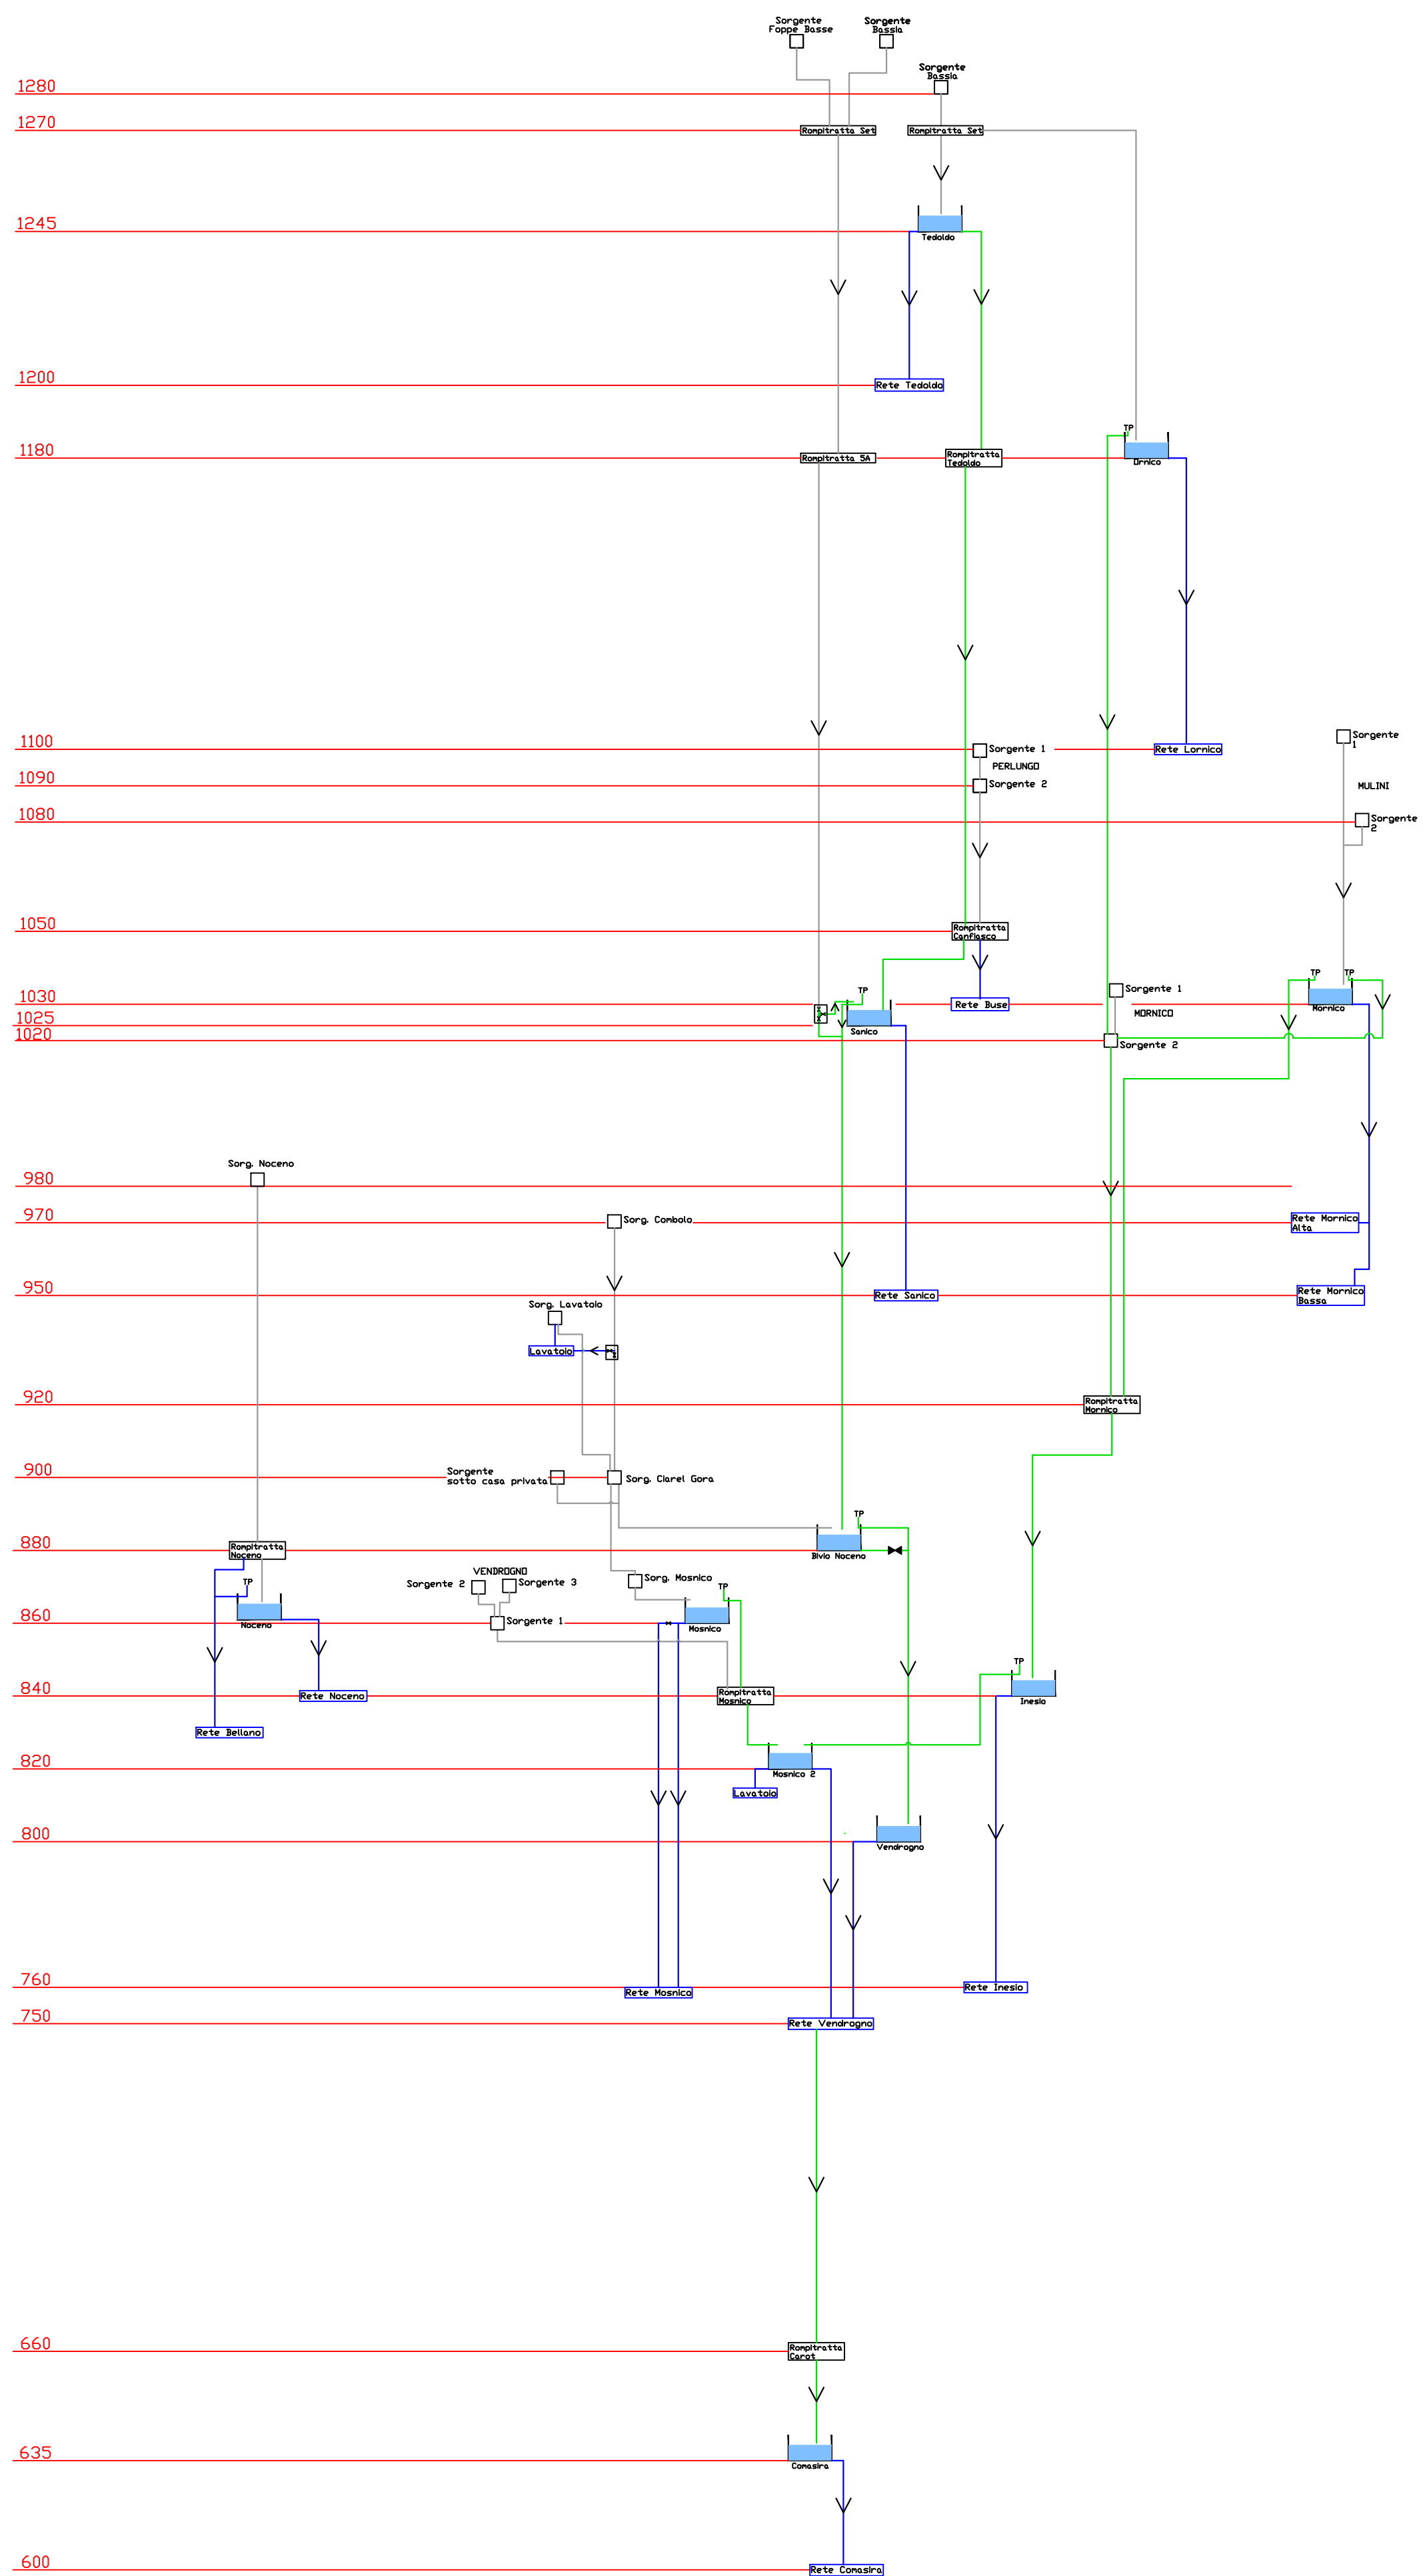 Sorgente
Foppe Basse
Sorgente
Bassia
Sorgente
Bassia
1280
1270
Rompitratta Set
Rompitratta Set
1245
Tedoldo
1200
Rete Tedoldo
TP
1180
Rompitratta 5A
Rompitratta
Tedoldo
Ornico
1100
Sorgente 1
Rete Lornico
Sorgente
1
PERLUNGO
1090
Sorgente 2
MULINI
1080
Sorgente
2
1050
Rompitratta
Canfiasco
TP
TP
TP
Sorgente 1
1030
Rete Buse
Mornico
MORNICO
1025
Sanico
1020
Sorgente 2
Sorg. Noceno
980
970
Sorg. Combolo
Rete Mornico
Alta
950
Rete Sanico
Rete Mornico
Bassa
Sorg. Lavatoio
Lavatoio
920
Rompitratta
Mornico
900
Sorgente
sotto casa privata
Sorg. Ciarel Gora
TP
880
Rompitratta
Noceno
Bivio Noceno
VENDROGNO
TP
Sorgente 2
Sorgente 3
Sorg. Mosnico
TP
860
Noceno
Sorgente 1
Mosnico
TP
840
Rete Noceno
Rompitratta
Mosnico
Inesio
Rete Bellano
820
Mosnico 2
Lavatoio
800
Vendrogno
760
Rete Mosnico
Rete Inesio
750
Rete Vendrogno
660
Rompitratta
Carot
635
Comasira
600
Rete Comasira